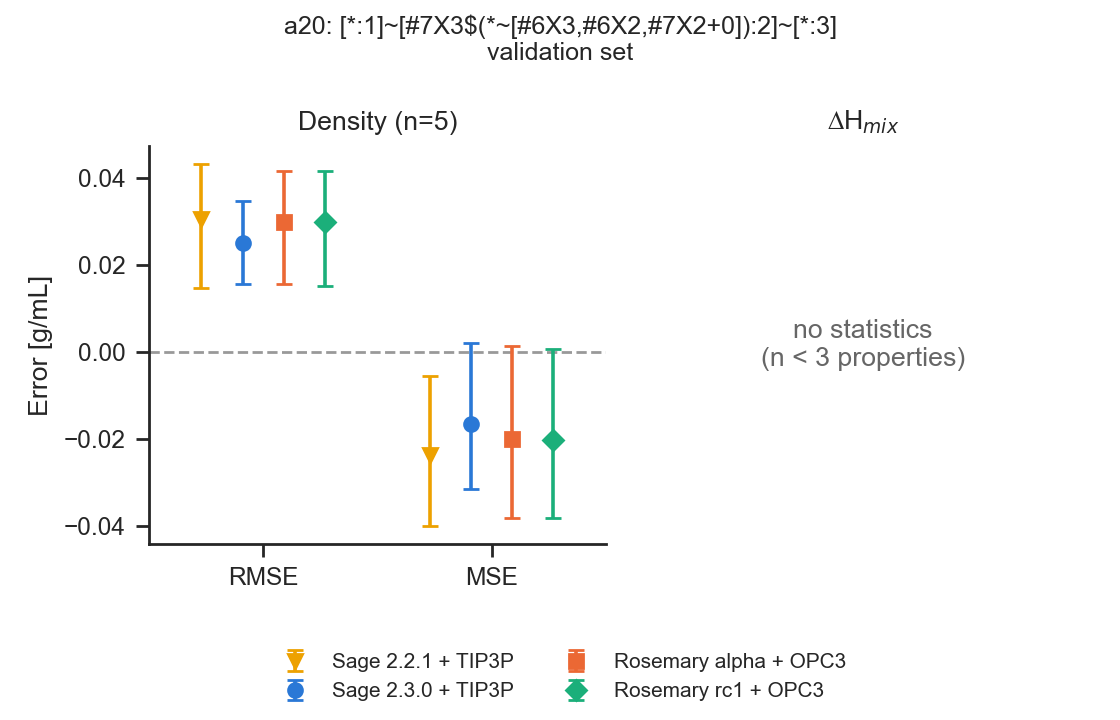 a20: [*:1]~[#7X3$(*~[#6X3,#6X2,#7X2+0]):2]~[*:3]
validation set
Density (n=5)
ΔHmix
Error [g/mL]
0.04
0.02
0.00
−0.02
−0.04
RMSE
MSE
no statistics
(n < 3 properties)
Sage 2.2.1 + TIP3P
Sage 2.3.0 + TIP3P
Rosemary alpha + OPC3
Rosemary rc1 + OPC3